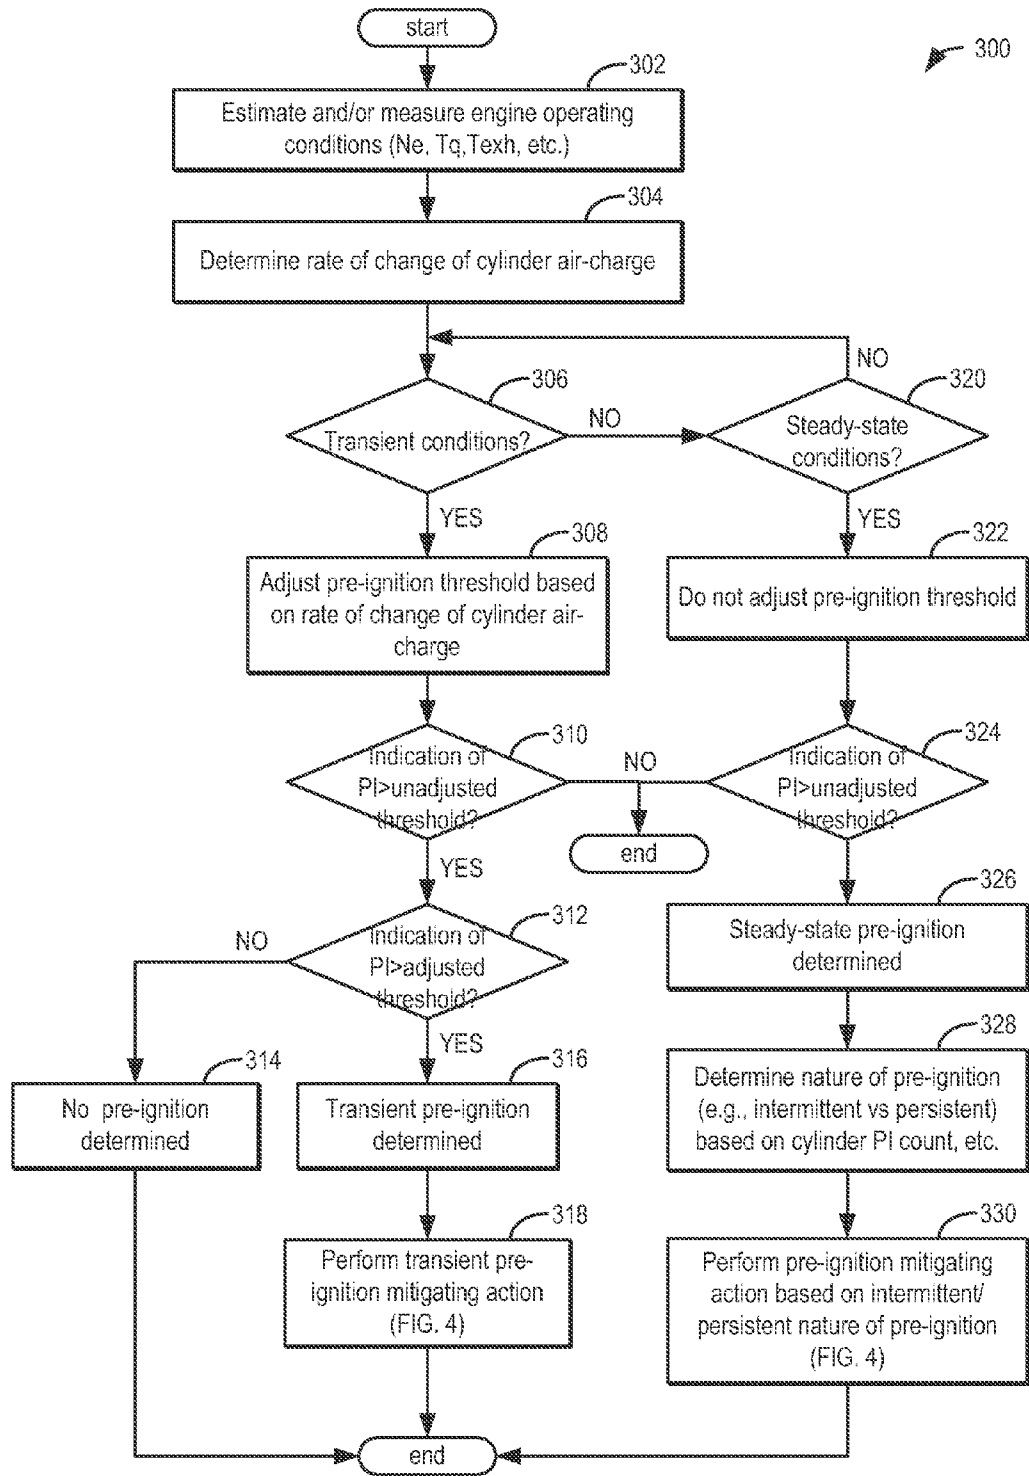 start
300
302
Estimate and/or measure engine operating
conditions (Ne, Tq,Texh, etc.)
304
Determine rate of change of cylinder air-charge
NO
306
320
Transient conditions?
NO
Steady-state
conditions?
YES
YES
308
322
Adjust pre-ignition threshold based
on rate of change of cylinder air-
charge
Do not adjust pre-ignition threshold
310
324
Indication of
PI>unadjusted
threshold?
NO
Indication of
PI>unadjusted
threshold?
end
YES
326
312
NO
Indication of
PI>adjusted
threshold?
Steady-state pre-ignition
determined
YES
328
314
316
No pre-ignition
determined
Transient pre-ignition
determined
Determine nature of pre-ignition
(e.g., intermittent vs persistent)
based on cylinder PI count, etc.
318
330
Perform transient pre-
ignition mitigating action
(FIG. 4)
Perform pre-ignition mitigating
action based on intermittent/
persistent nature of pre-ignition
(FIG. 4)
end